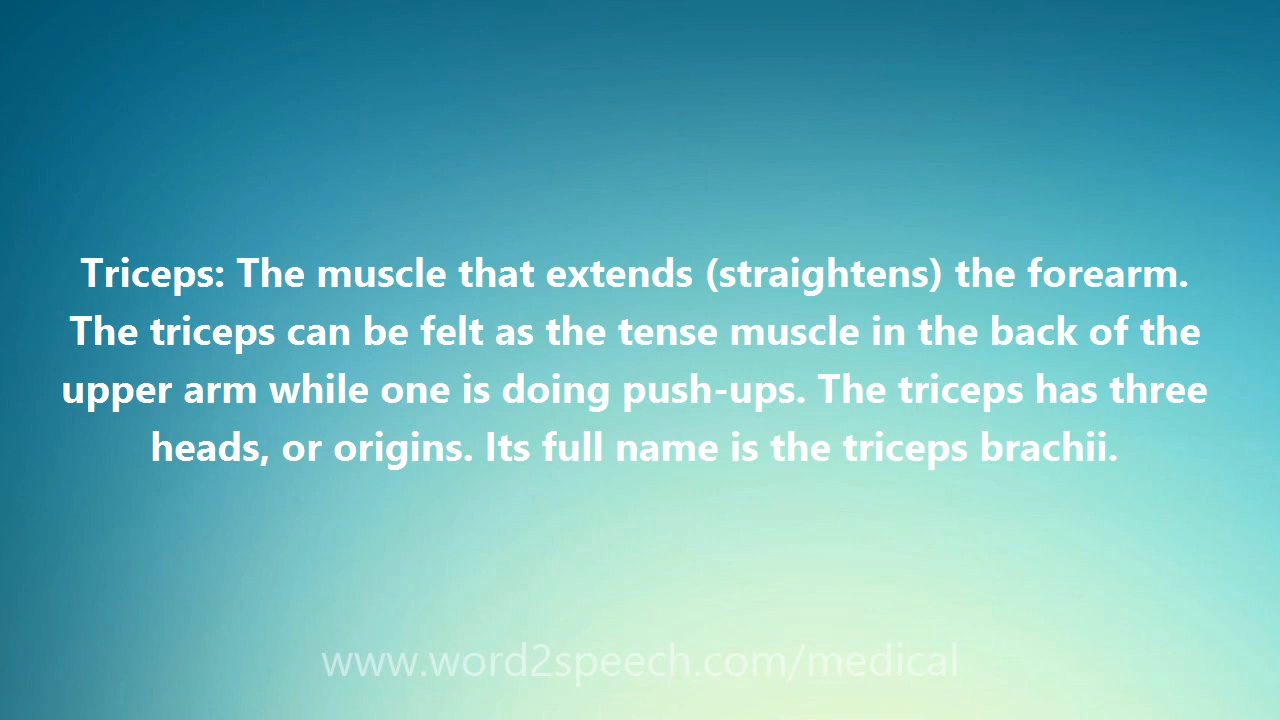 Triceps: The muscle that extends (straightens) the forearm.
The triceps can be felt as the tense muscle in the back of the
upper arm while one is doing push-ups. The triceps has three
heads, or origins. Its full name is the triceps brachii.
www.word2speech.com/medical